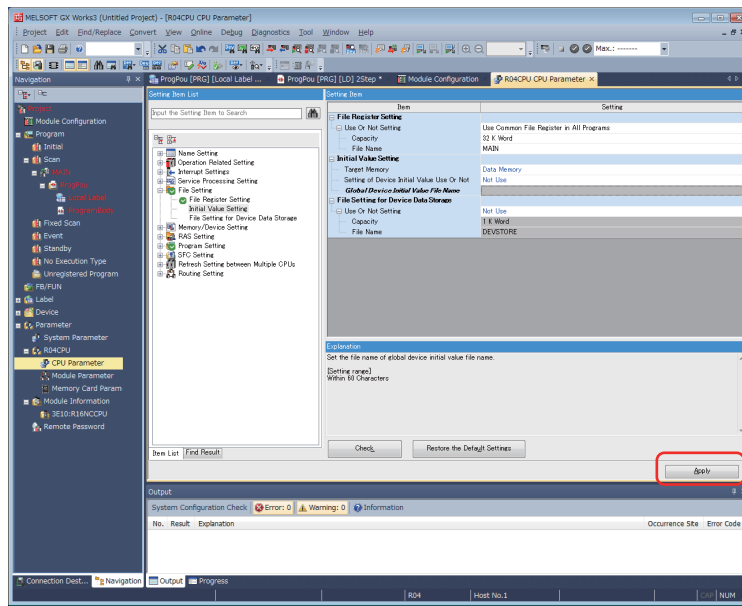 MELSOFT GX Works3 (Untitled Project) - [R04CPU CPU Parameter]
Project Edit Find/Replace Convert View Online Debug Diagnostics Tool Window Help
Max.: -------
Navigation
ProgPou [PRG] [Local Label ...
ProgPou [PRG] [LD] 2Step *
Module Configuration
R04CPU CPU Parameter
Project
Module Configuration
Program
Initial
Scan
MAIN
ProgPou
Local Label
ProgramBody
Fixed Scan
Event
Standby
No Execution Type
Unregistered Program
FB/FUN
Label
Device
Parameter
System Parameter
R04CPU
CPU Parameter
Module Parameter
Memory Card Param
Module Information
3E10:R16NCCPU
Remote Password
Setting Item List
Input the Setting Item to Search
Name Setting
Operation Related Setting
Interrupt Settings
Service Processing Setting
File Setting
File Register Setting
Initial Value Setting
File Setting for Device Data Storage
Memory/Device Setting
RAS Setting
Program Setting
SFC Setting
Refresh Setting between Multiple CPUs
Routing Setting
Item List Find Result
Setting Item
Item Setting
File Register Setting
Use Or Not Setting Use Common File Register in All Programs
Capacity 32 K Word
File Name MAIN
Initial Value Setting
Target Memory Data Memory
Setting of Device Initial Value Use Or Not Not Use
Global Device Initial Value File Name
File Setting for Device Data Storage
Use Or Not Setting Not Use
Capacity 1 K Word
File Name DEVSTORE
Explanation
Set the file name of global device initial value file name.
[Setting range]
Within 60 Characters
Check Restore the Default Settings
Apply
Output
System Configuration Check Error: 0 Warning: 0 Information
No. Result Explanation Occurrence Site Error Code
Connection Dest... Navigation Output Progress
R04 Host No.1 CAP NUM